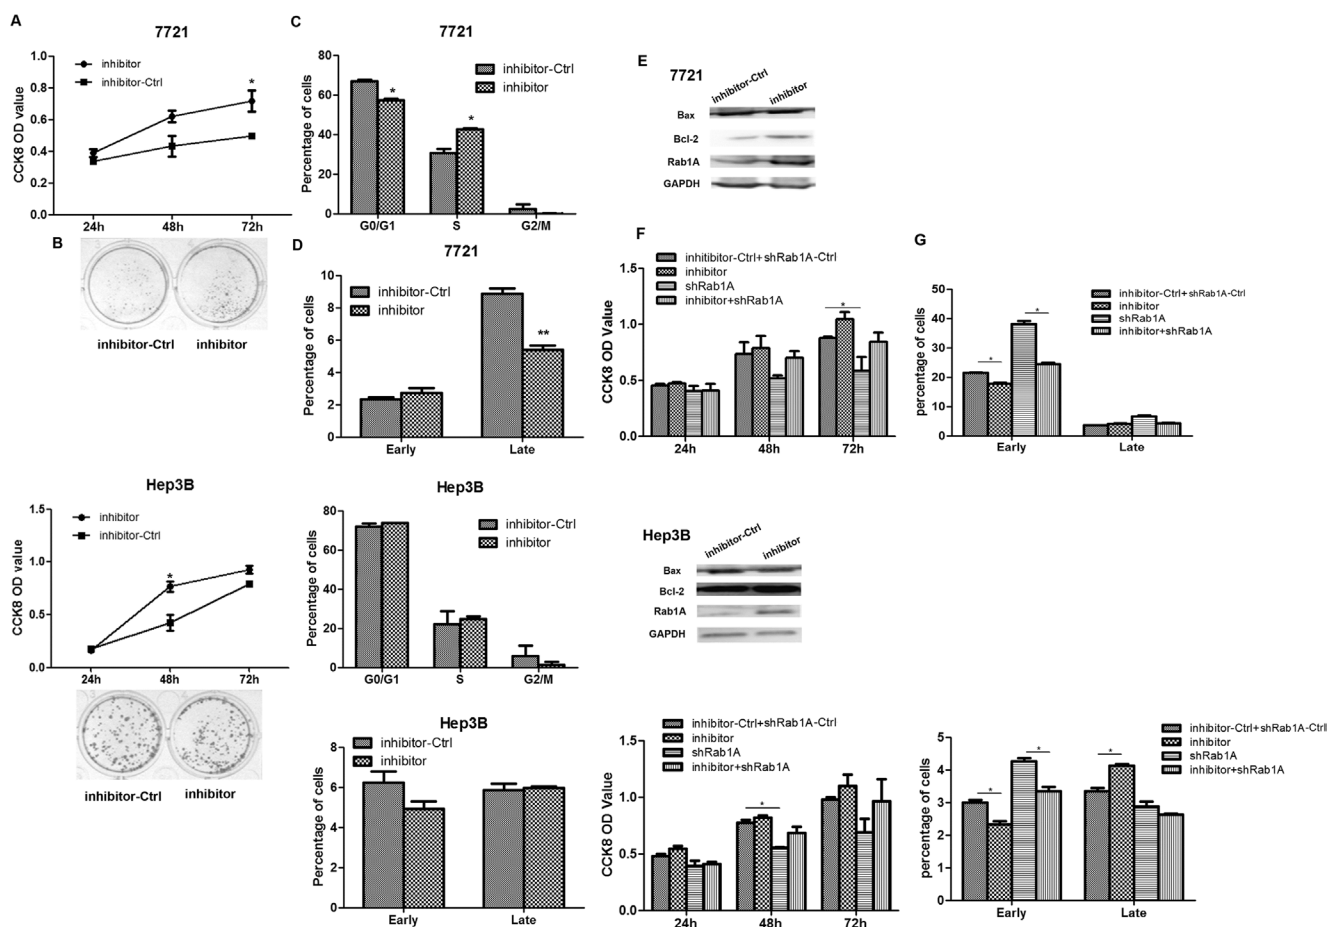 A
7721
CCK8 OD value
1.0
0.8
0.6
0.4
0.2
0.0
inhibitor
inhibitor-Ctrl
*
24h 48h 72h
B
inhibitor-Ctrl inhibitor
C
7721
Percentage of cells
80
60
40
20
0
inhibitor-Ctrl
inhibitor
*
*
G0/G1 S G2/M
D
7721
Percentage of cells
10
8
6
4
2
0
inhibitor-Ctrl
inhibitor
**
Early Late
E
7721
inhibitor-Ctrl inhibitor
Bax
Bcl-2
Rab1A
GAPDH
F
CCK8 OD Value
1.5
1.0
0.5
0.0
inhitibitor-Ctrl+shRab1A-Ctrl
inhibitor
shRab1A
inhibitor+shRab1A
*
24h 48h 72h
G
percentage of cells
50
40
30
20
10
0
inhibitor-Ctrl+shRab1A-Ctrl
inhibitor
shRab1A
inhibitor+shRab1A
*
*
Early Late
Hep3B
CCK8 OD value
1.5
1.0
0.5
0.0
inhibitor
inhibitor-Ctrl
*
24h 48h 72h
inhibitor-Ctrl inhibitor
Hep3B
Percentage of cells
80
60
40
20
0
inhibitor-Ctrl
inhibitor
G0/G1 S G2/M
Hep3B
Percentage of cells
8
6
4
2
0
inhibitor-Ctrl
inhibitor
Early Late
Hep3B
inhibitor-Ctrl inhibitor
Bax
Bcl-2
Rab1A
GAPDH
CCK8 OD Value
1.5
1.0
0.5
0.0
inhibitor-Ctrl+shRab1A-Ctrl
inhibitor
shRab1A
inhibitor+shRab1A
*
24h 48h 72h
percentage of cells
5
4
3
2
1
0
inhibitor-Ctrl+shRab1A-Ctrl
inhibitor
shRab1A
inhibitor+shRab1A
*
*
*
Early Late